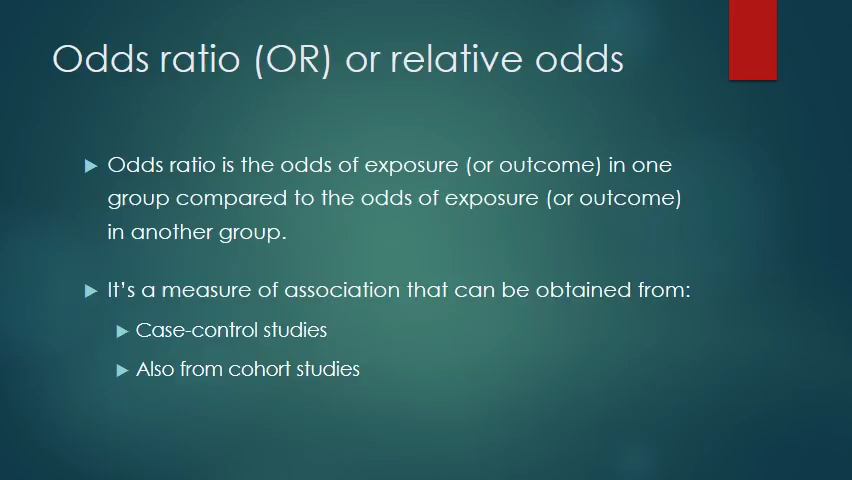 Odds ratio (OR) or relative odds
Odds ratio is the odds of exposure (or outcome) in one
group compared to the odds of exposure (or outcome)
in another group.
It's a measure of association that can be obtained from:
Case-control studies
Also from cohort studies